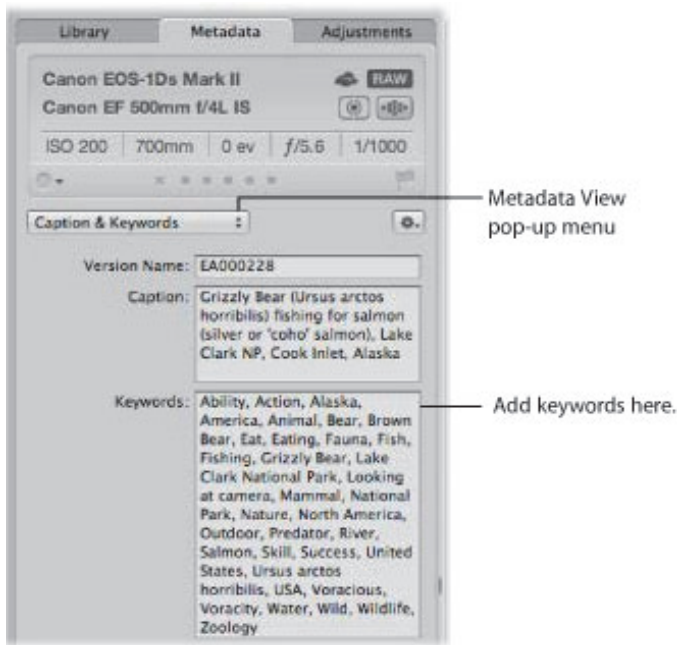 Library Metadata Adjustments
Canon EOS-1Ds Mark II RAW
Canon EF 500mm f/4L IS
ISO 200 700mm 0 ev ƒ/5.6 1/1000
Metadata View
pop-up menu
Caption & Keywords
Version Name: EA000228
Caption: Grizzly Bear (Ursus arctos
horribilis) fishing for salmon
(silver or 'coho' salmon), Lake
Clark NP, Cook Inlet, Alaska
Keywords: Ability, Action, Alaska,
America, Animal, Bear, Brown
Bear, Eat, Eating, Fauna, Fish,
Fishing, Grizzly Bear, Lake
Clark National Park, Looking
at camera, Mammal, National
Park, Nature, North America,
Outdoor, Predator, River,
Salmon, Skill, Success, United
States, Ursus arctos
horribilis, USA, Voracious,
Voracity, Water, Wild, Wildlife,
Zoology
Add keywords here.